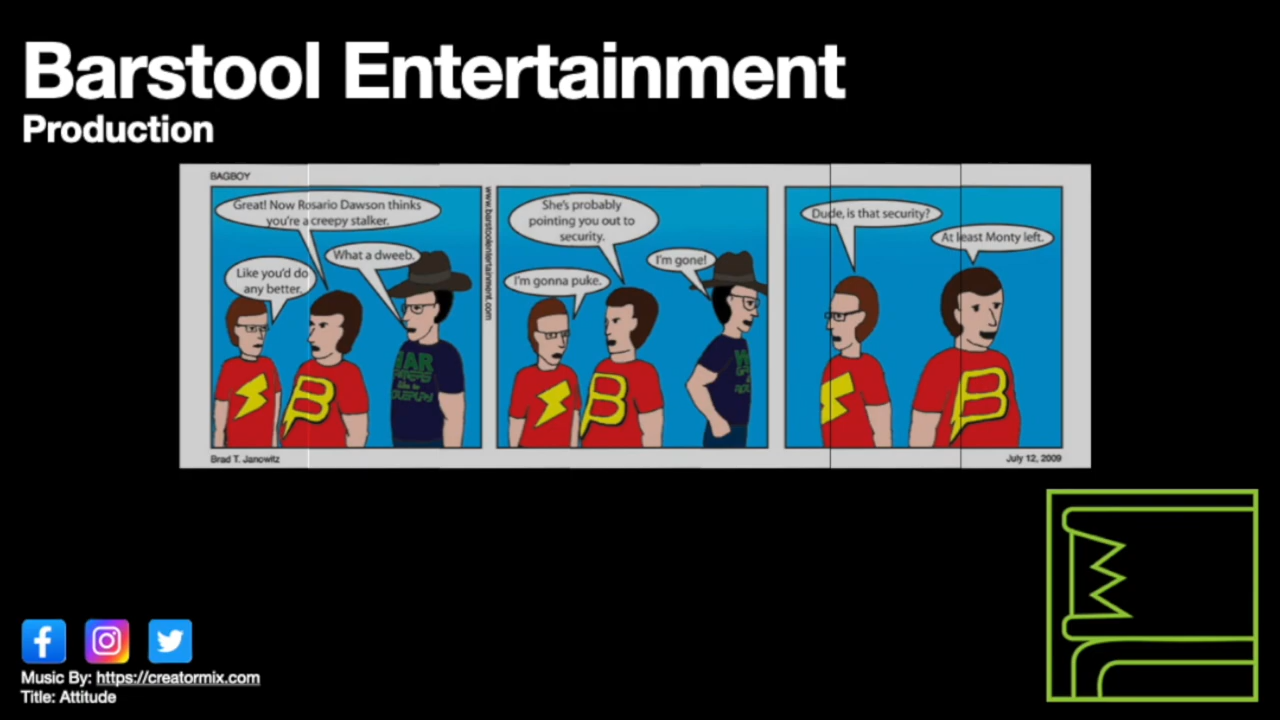 Barstool Entertainment
Production
BAGBOY
Great! Now Rosario Dawson thinks
you're a creepy stalker.
What a dweeb.
Like you'd do
any better.
www.barstoolentertainment.com
She's probably
pointing you out to
security.
I'm gone!
I'm gonna puke.
Dude, is that security?
At least Monty left.
B
B
B
Brad T. Janowitz
July 12, 2009
Music By: https://creatormix.com
Title: Attitude